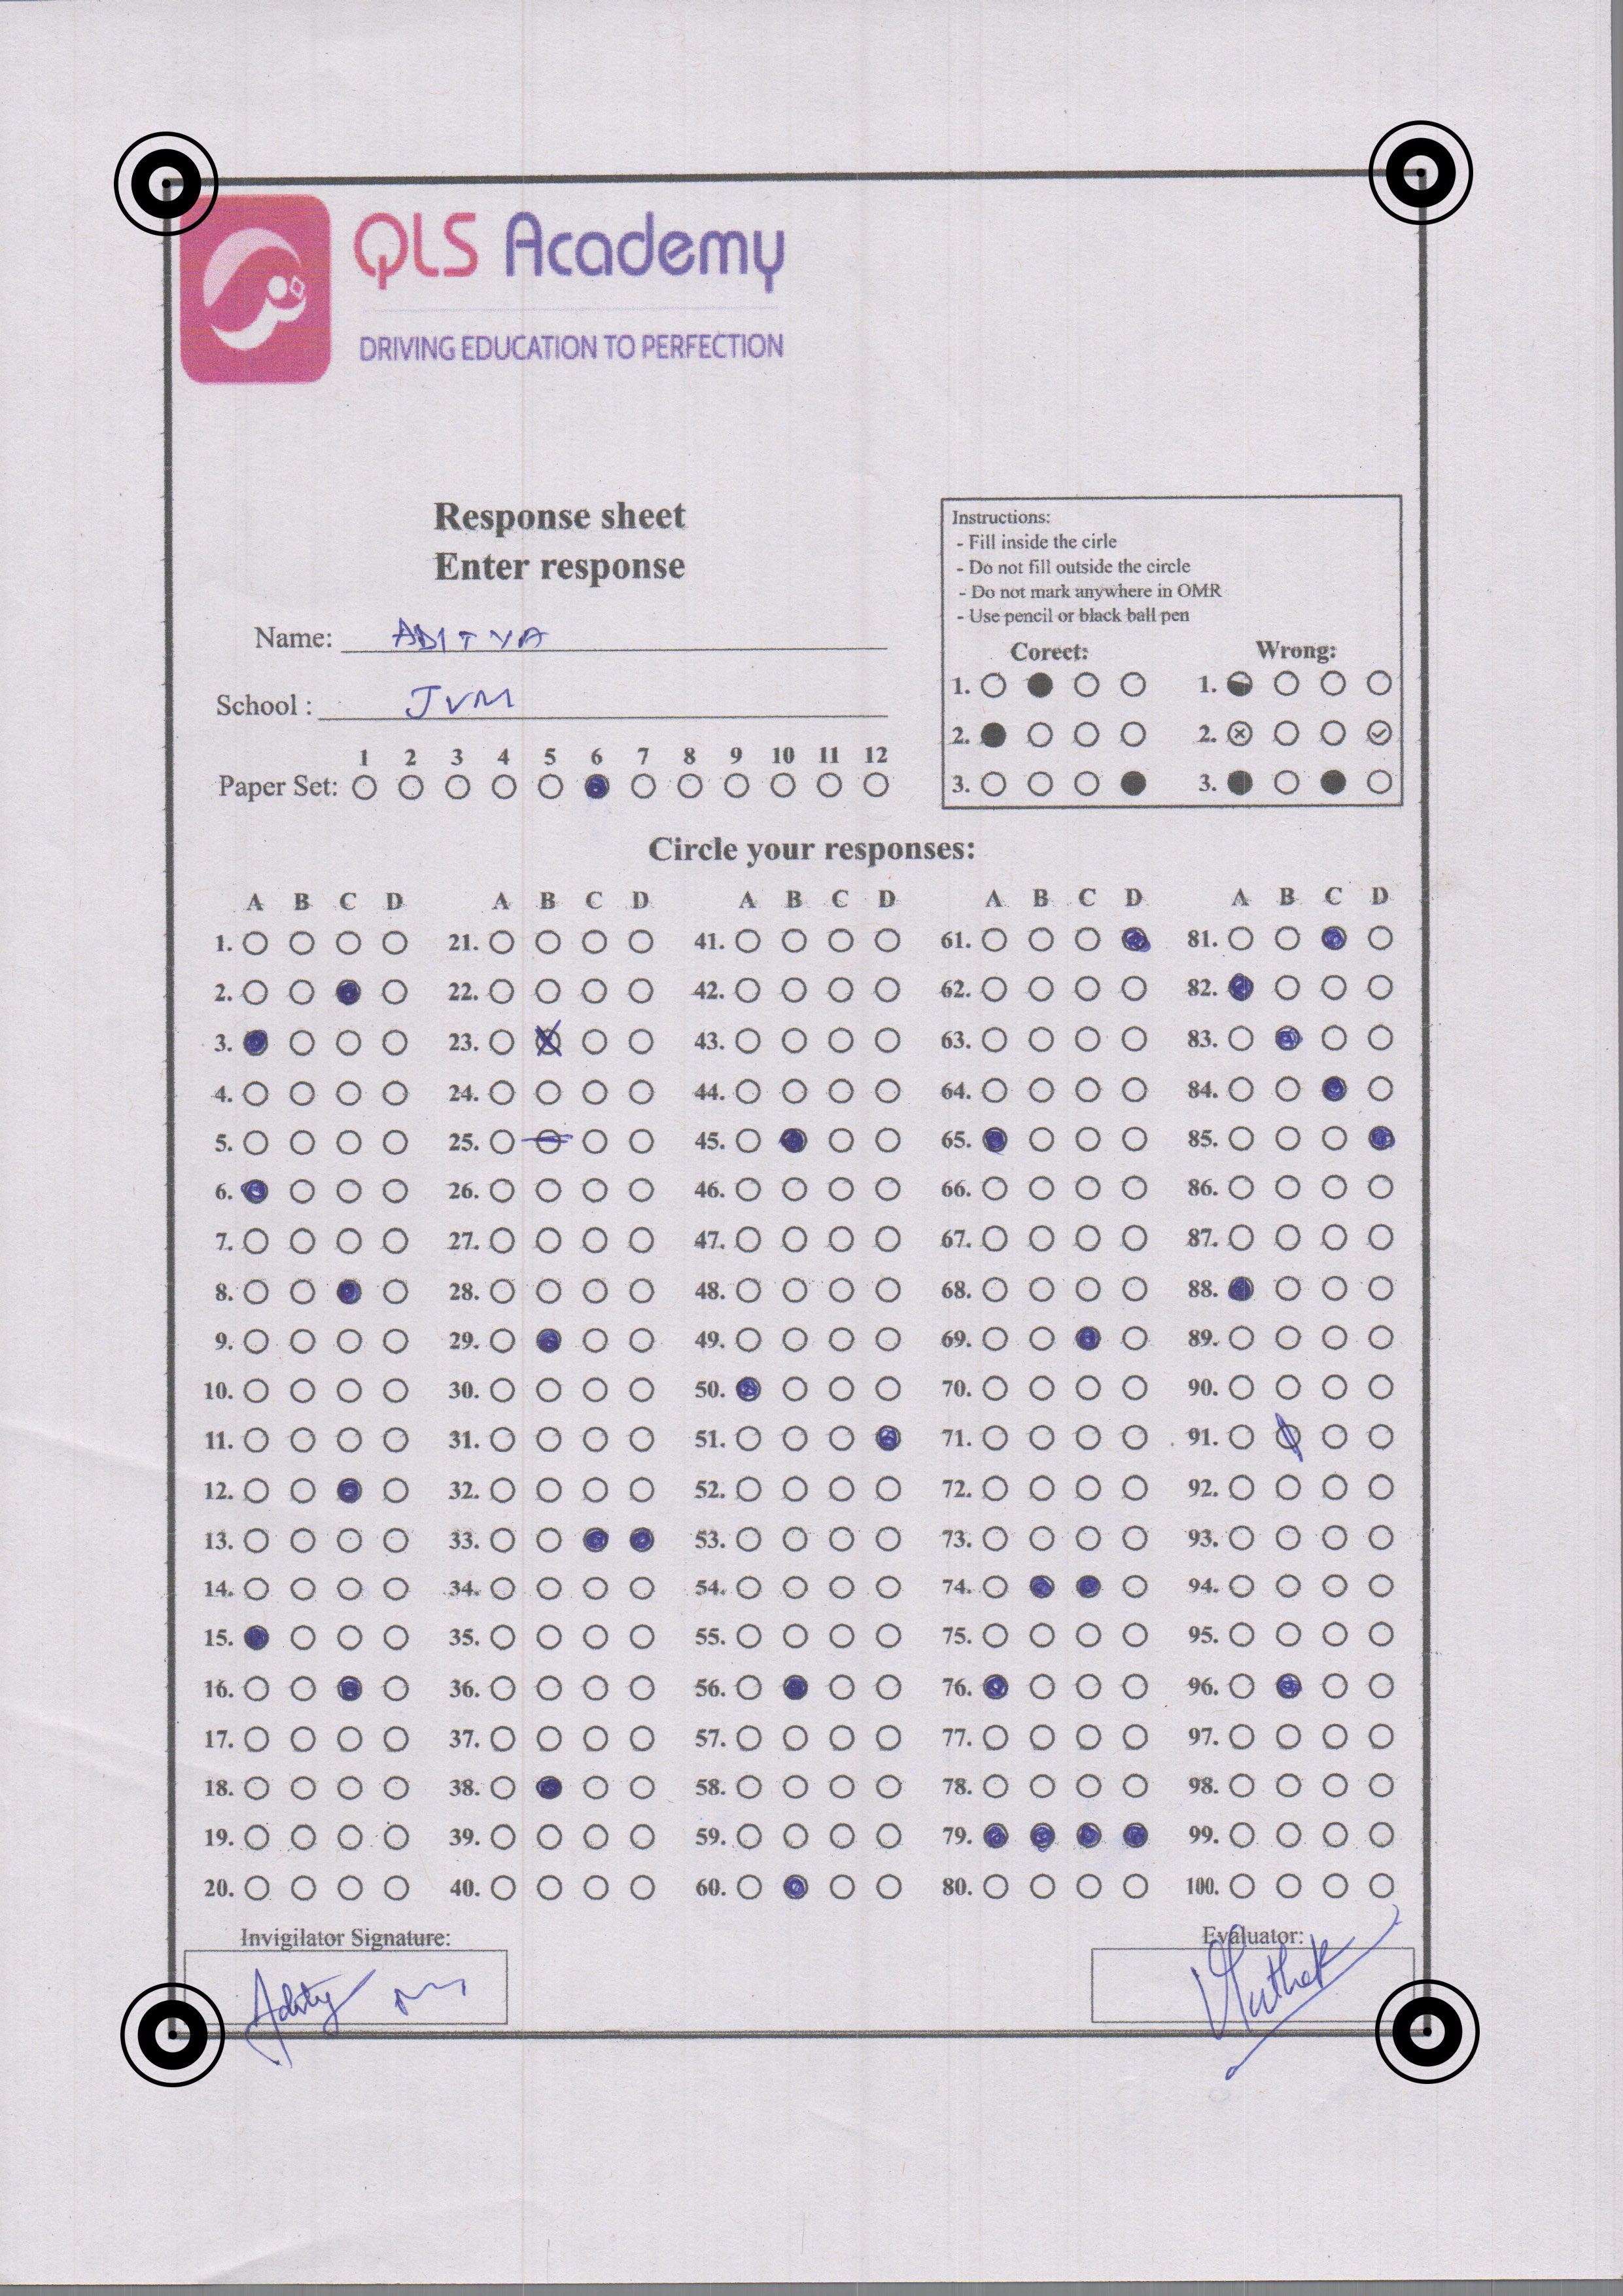 QLS Academy
DRIVING EDUCATION TO PERFECTION
Response sheet
Enter response
Name: ADITYA
School : JVM
1 2 3 4 5 6 7 8 9 10 11 12
Paper Set:
Instructions:
- Fill inside the cirle
- Do not fill outside the circle
- Do not mark anywhere in OMR
- Use pencil or black ball pen
Corect: Wrong:
1. 1.
2. 2.
3. 3.
Circle your responses:
A B C D A B C D A B C D A B C D A B C D
1. 21. 41. 61. 81.
2. 22. 42. 62. 82.
3. 23. 43. 63. 83.
4. 24. 44. 64. 84.
5. 25. 45. 65. 85.
6. 26. 46. 66. 86.
7. 27. 47. 67. 87.
8. 28. 48. 68. 88.
9. 29. 49. 69. 89.
10. 30. 50. 70. 90.
11. 31. 51. 71. 91.
12. 32. 52. 72. 92.
13. 33. 53. 73. 93.
14. 34. 54. 74. 94.
15. 35. 55. 75. 95.
16. 36. 56. 76. 96.
17. 37. 57. 77. 97.
18. 38. 58. 78. 98.
19. 39. 59. 79. 99.
20. 40. 60. 80. 100.
Invigilator Signature: Evaluator: